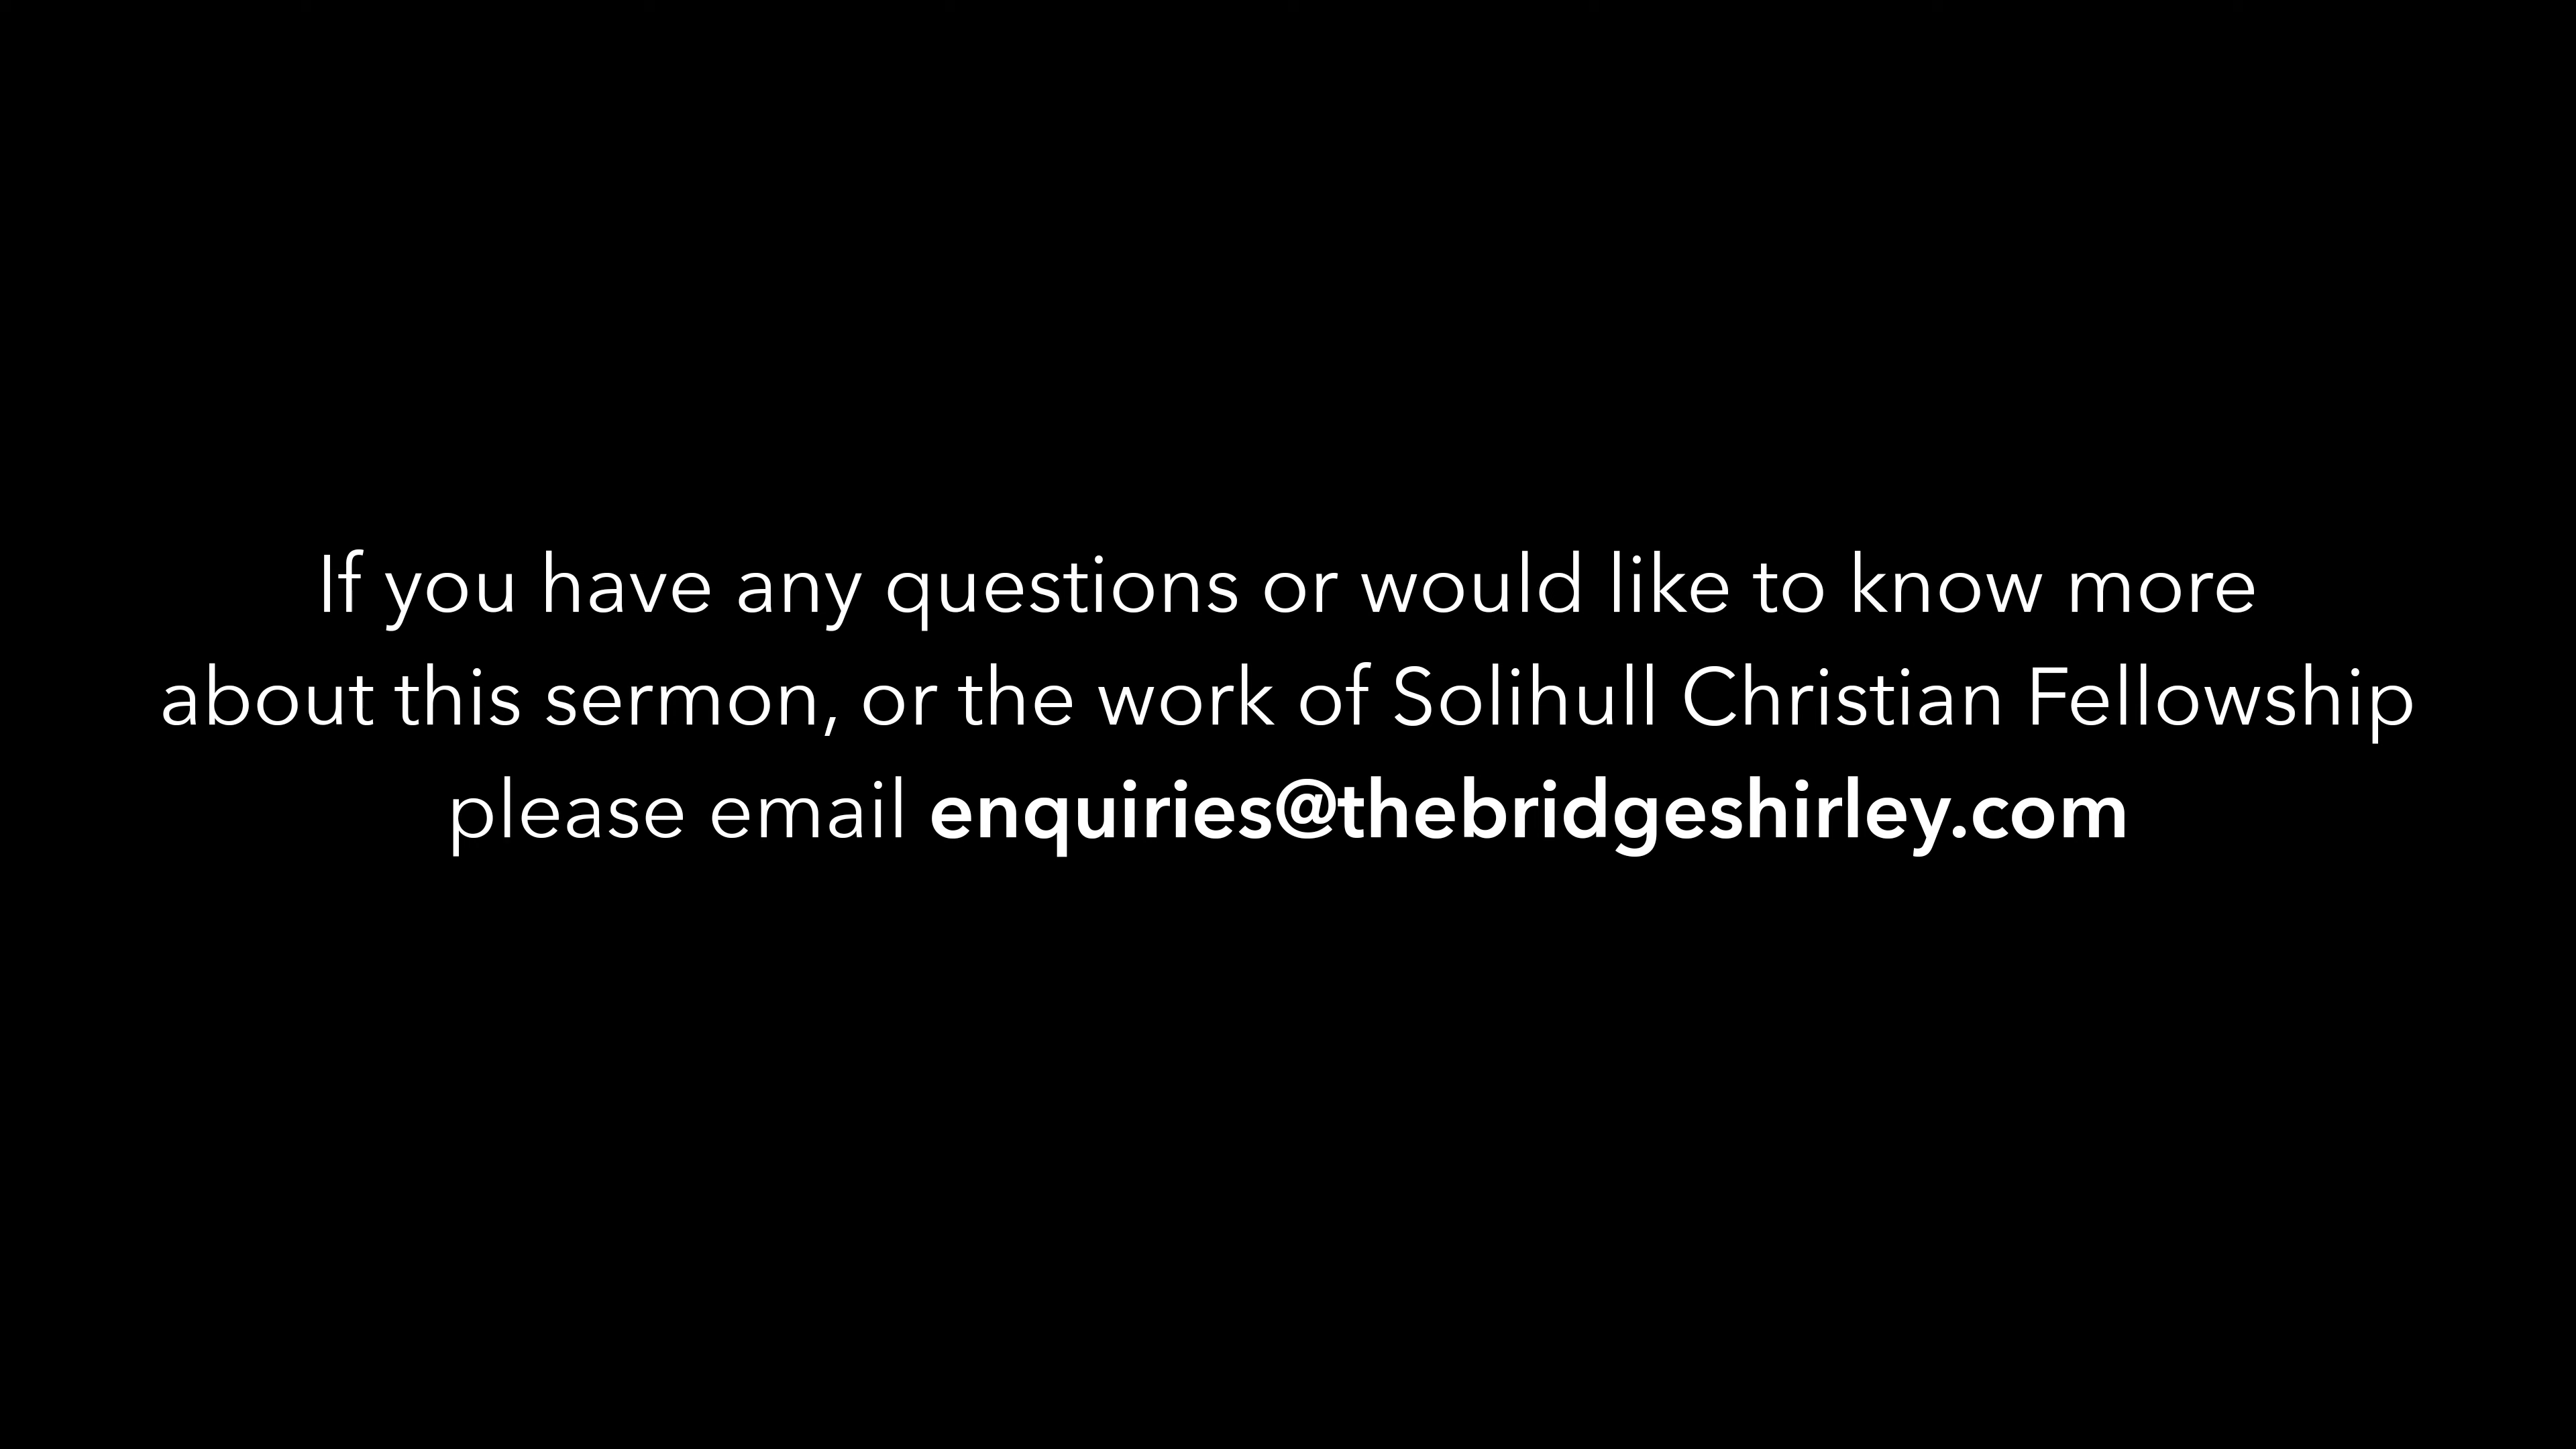 If you have any questions or would like to know more
about this sermon, or the work of Solihull Christian Fellowship
please email enquiries@thebridgeshirley.com